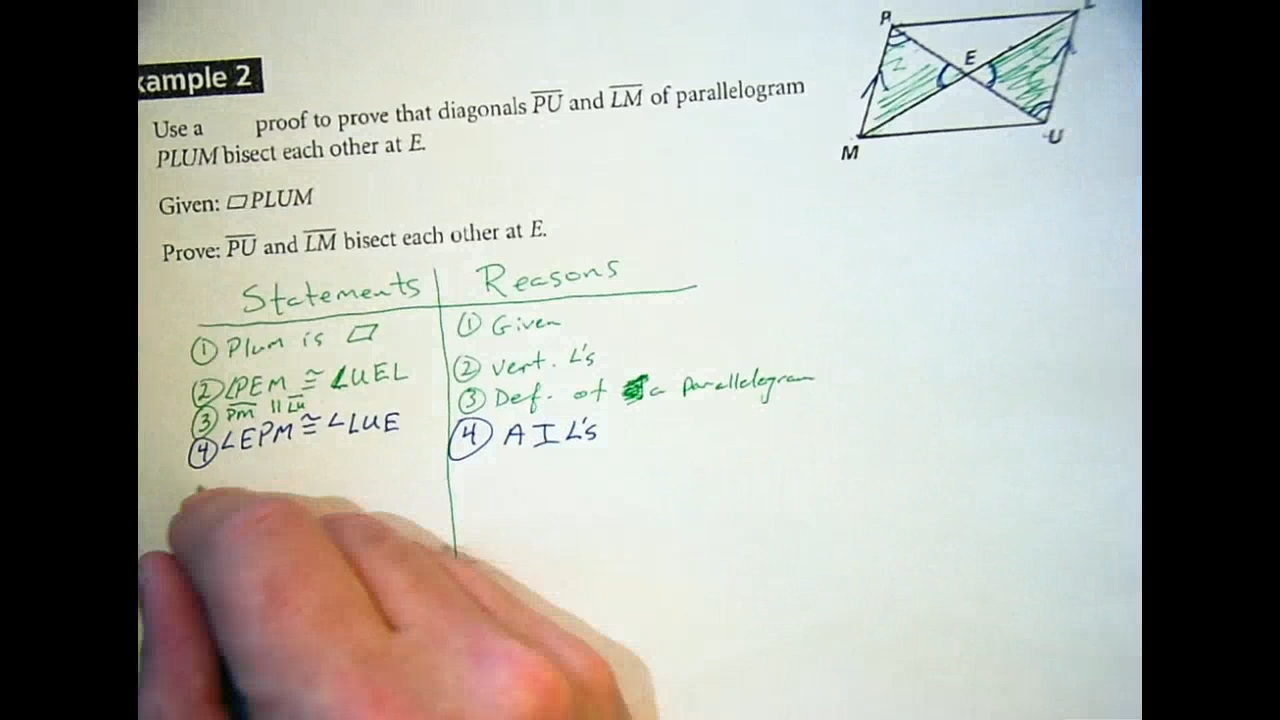 xample 2
Use a proof to prove that diagonals PU and LM of parallelogram
PLUM bisect each other at E.
Given: ▱PLUM
Prove: PU and LM bisect each other at E.
Statements
Reasons
① Plum is ▱
① Given
② ∠PEM ≅ ∠UEL
② Vert. ∠'s
③ PM || LU
③ Def. of a parallelogram
④ ∠EPM ≅ ∠LUE
④ A I ∠'s
P
L
E
M
U